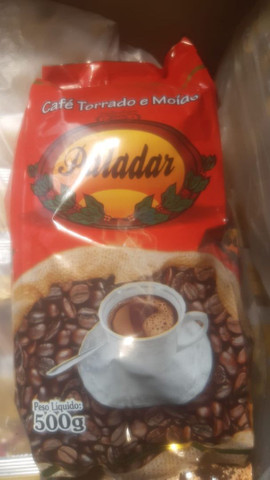 Café Torrado e Moído
Paladar
Peso Líquido:
500g